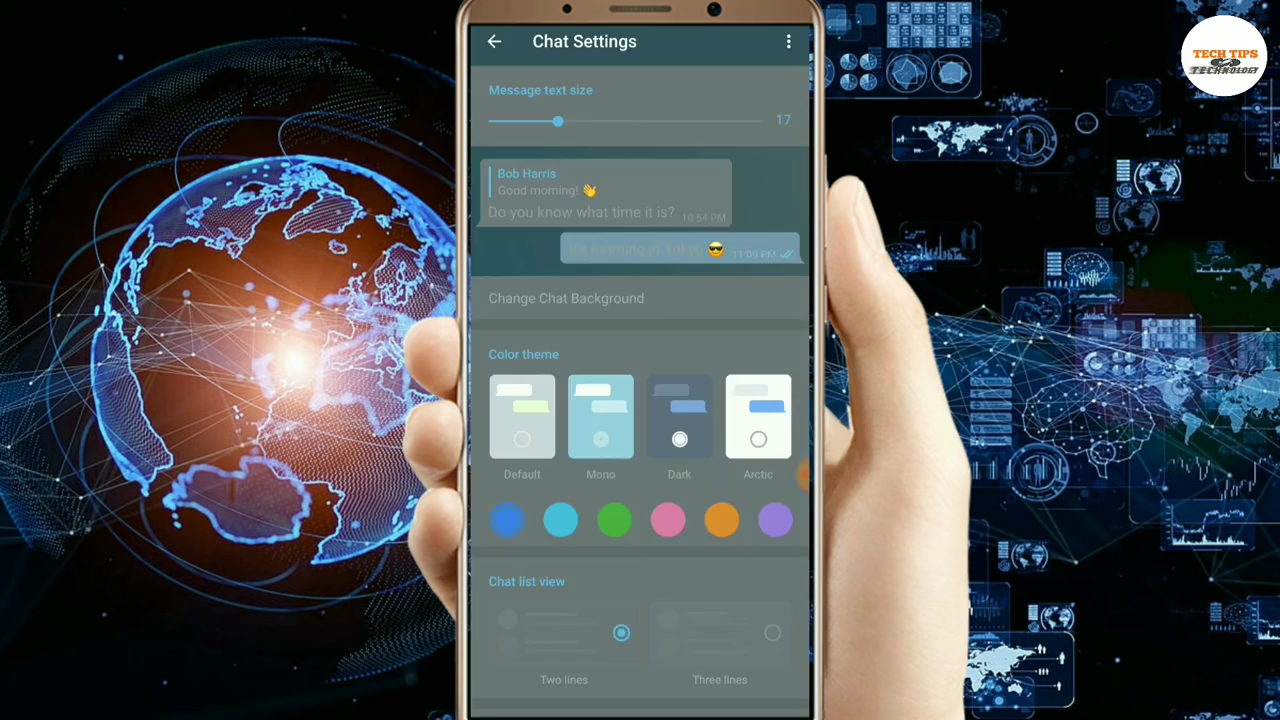 TECH TIPS
TECHNOLOGY
Chat Settings
Message text size
17
Bob Harris
Good morning! 👋
Do you know what time it is? 10:54 PM
It's morning in Tokyo 😎 11:09 PM
Change Chat Background
Color theme
Default Mono Dark Arctic
Chat list view
Two lines Three lines